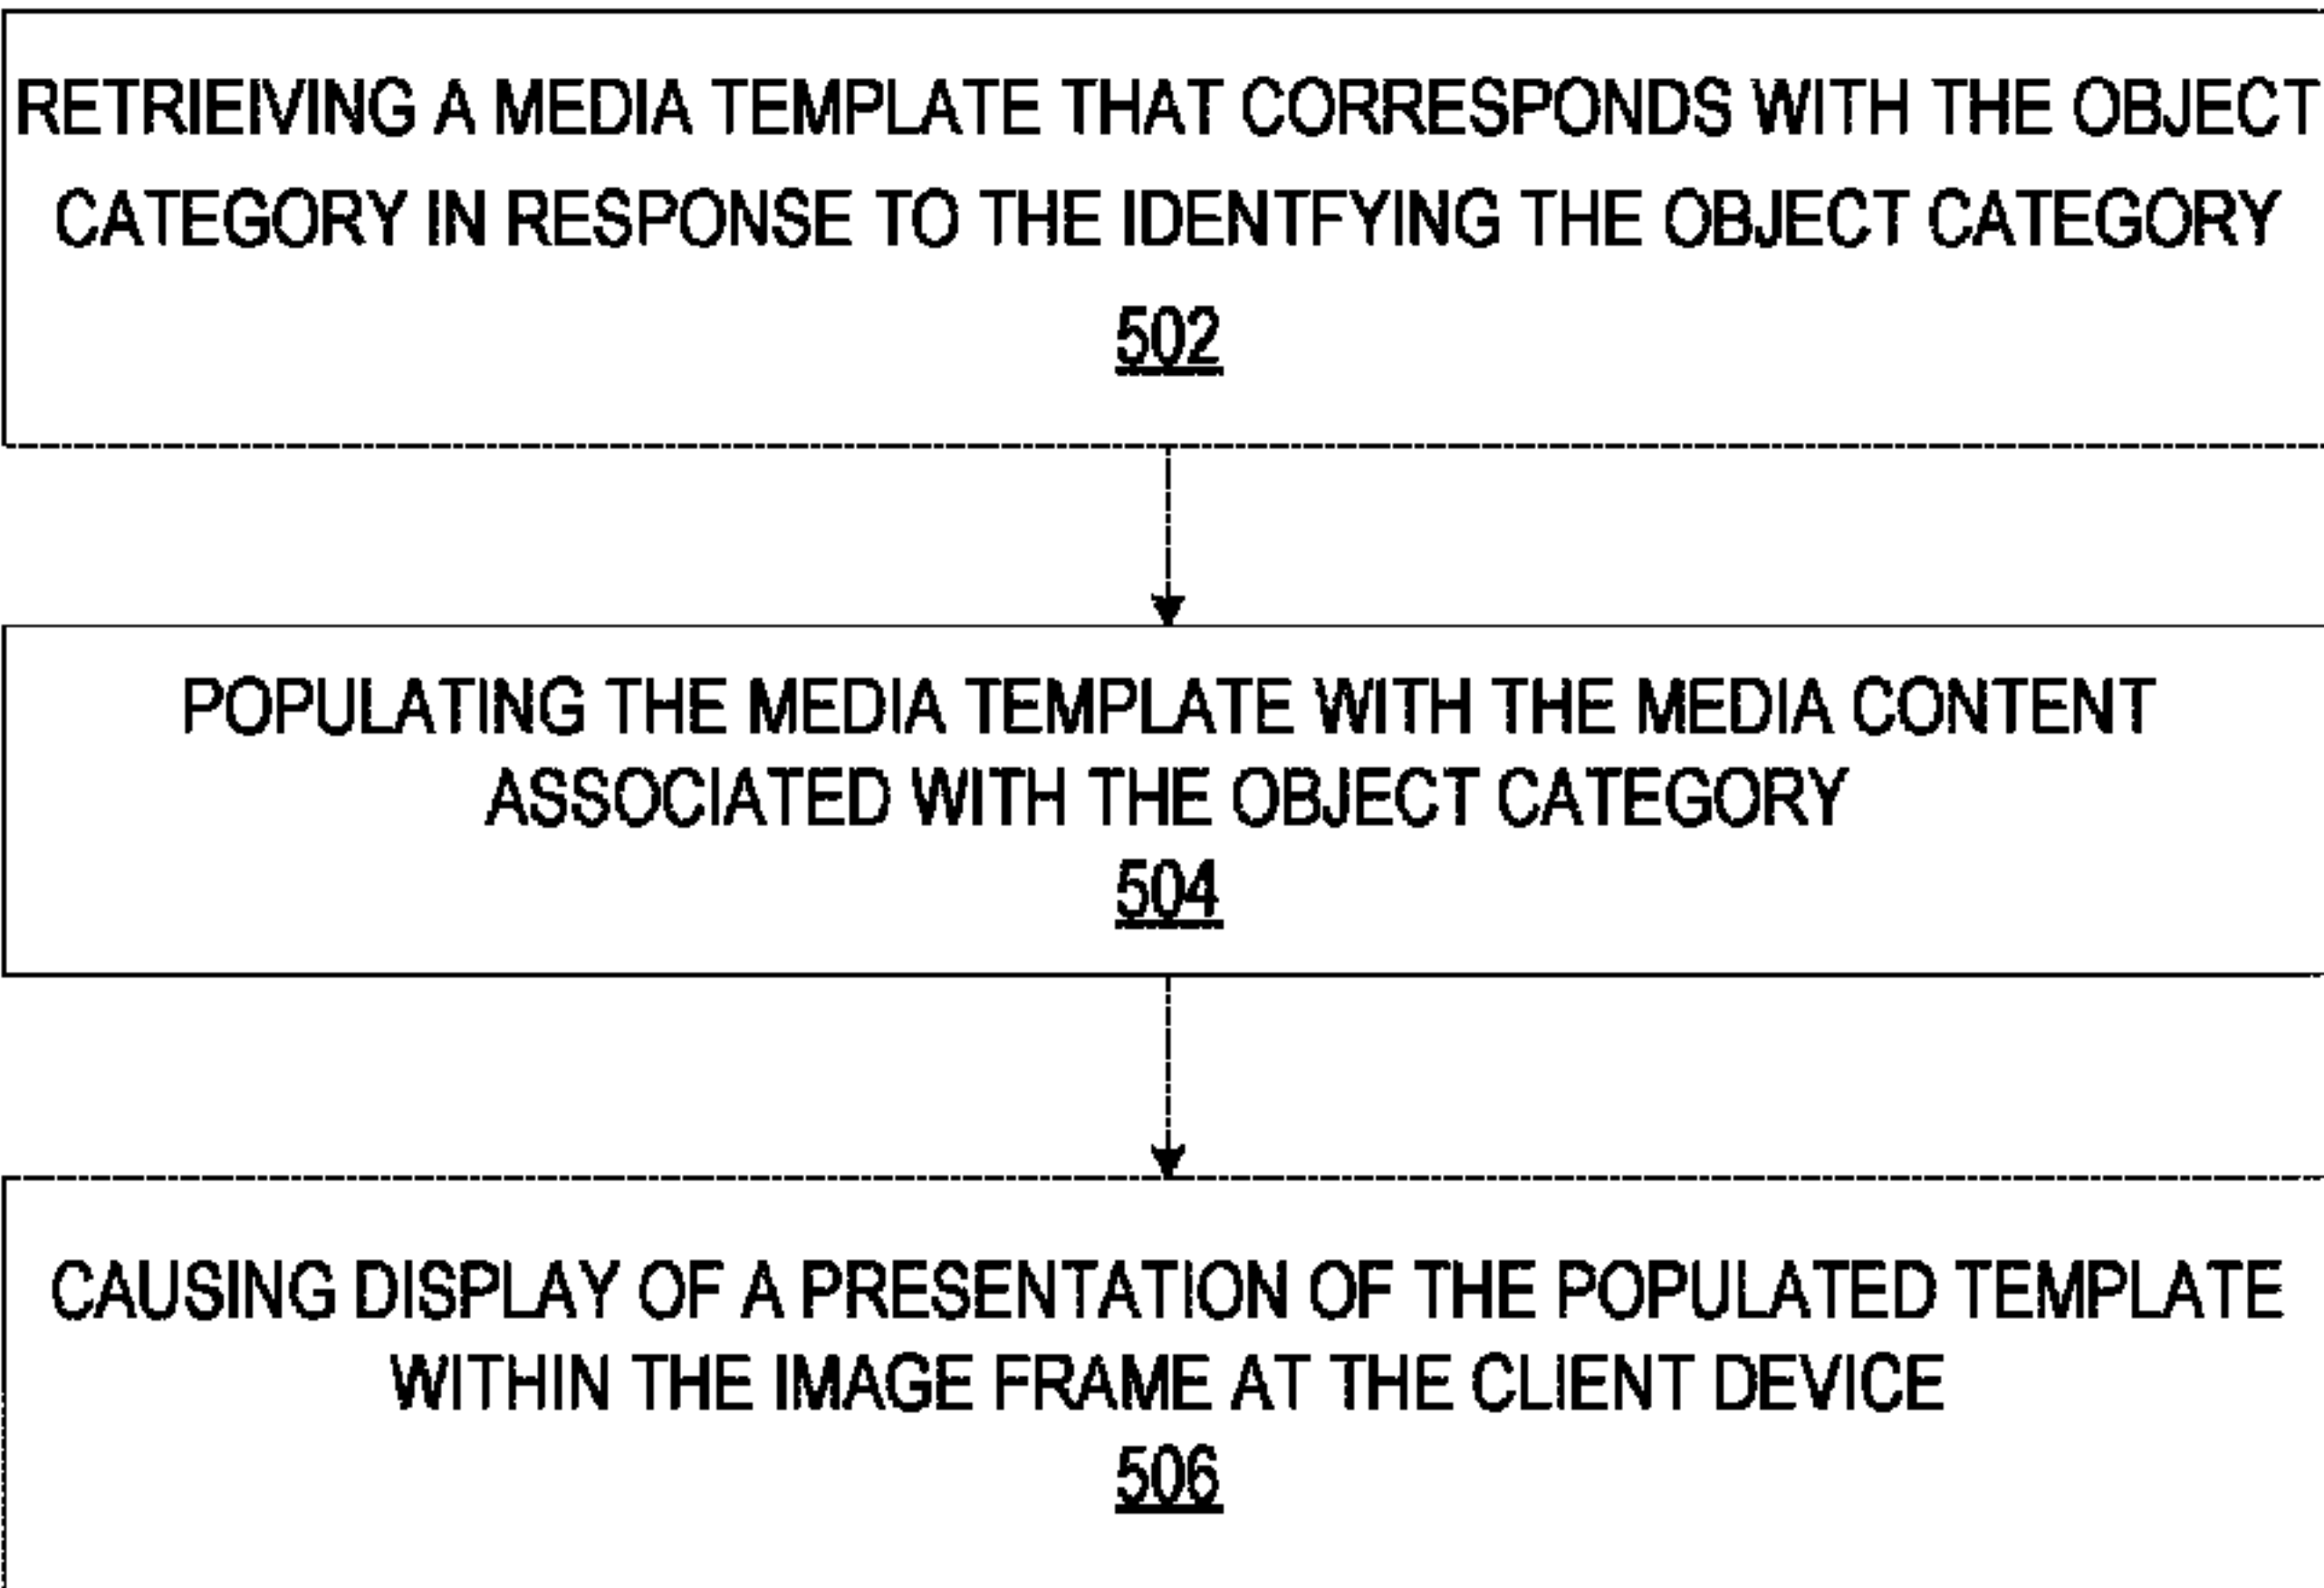 RETRIEIVING A MEDIA TEMPLATE THAT CORRESPONDS WITH THE OBJECT
CATEGORY IN RESPONSE TO THE IDENTFYING THE OBJECT CATEGORY
502
POPULATING THE MEDIA TEMPLATE WITH THE MEDIA CONTENT
ASSOCIATED WITH THE OBJECT CATEGORY
504
CAUSING DISPLAY OF A PRESENTATION OF THE POPULATED TEMPLATE
WITHIN THE IMAGE FRAME AT THE CLIENT DEVICE
506